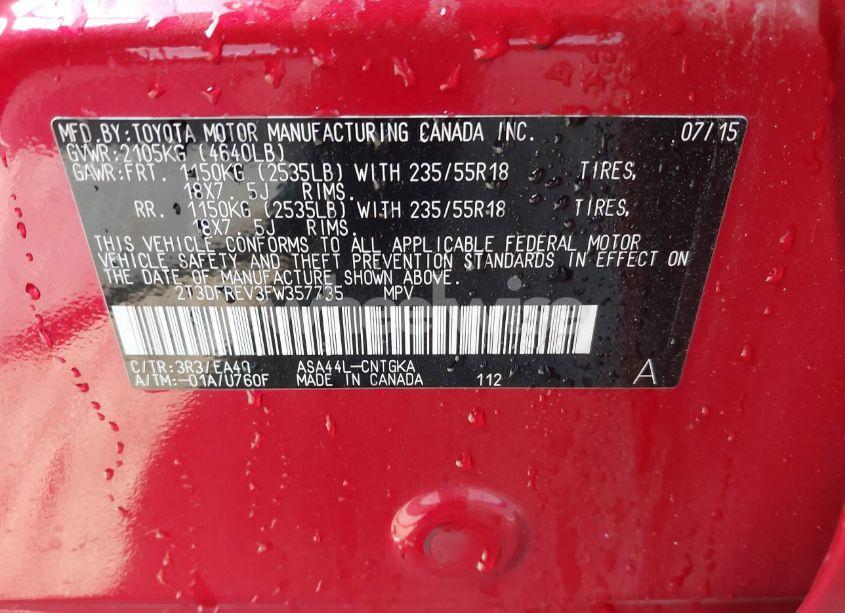 MFD.BY:TOYOTA MOTOR MANUFACTURING CANADA INC. 07/15
GVWR:2105KG (4640LB)
GAWR:FRT. 1150KG (2535LB) WITH 235/55R18 TIRES,
18X7.5J RIMS.
RR. 1150KG (2535LB) WITH 235/55R18 TIRES,
18X7.5J RIMS.
THIS VEHICLE CONFORMS TO ALL APPLICABLE FEDERAL MOTOR
VEHICLE SAFETY AND THEFT PREVENTION STANDARDS IN EFFECT ON
THE DATE OF MANUFACTURE SHOWN ABOVE.
2T3DFREV3FW357735 MPV
C/TR:3R3/EA40 ASA44L-CNTGKA
A/TM:-01A/U760F MADE IN CANADA 112 A